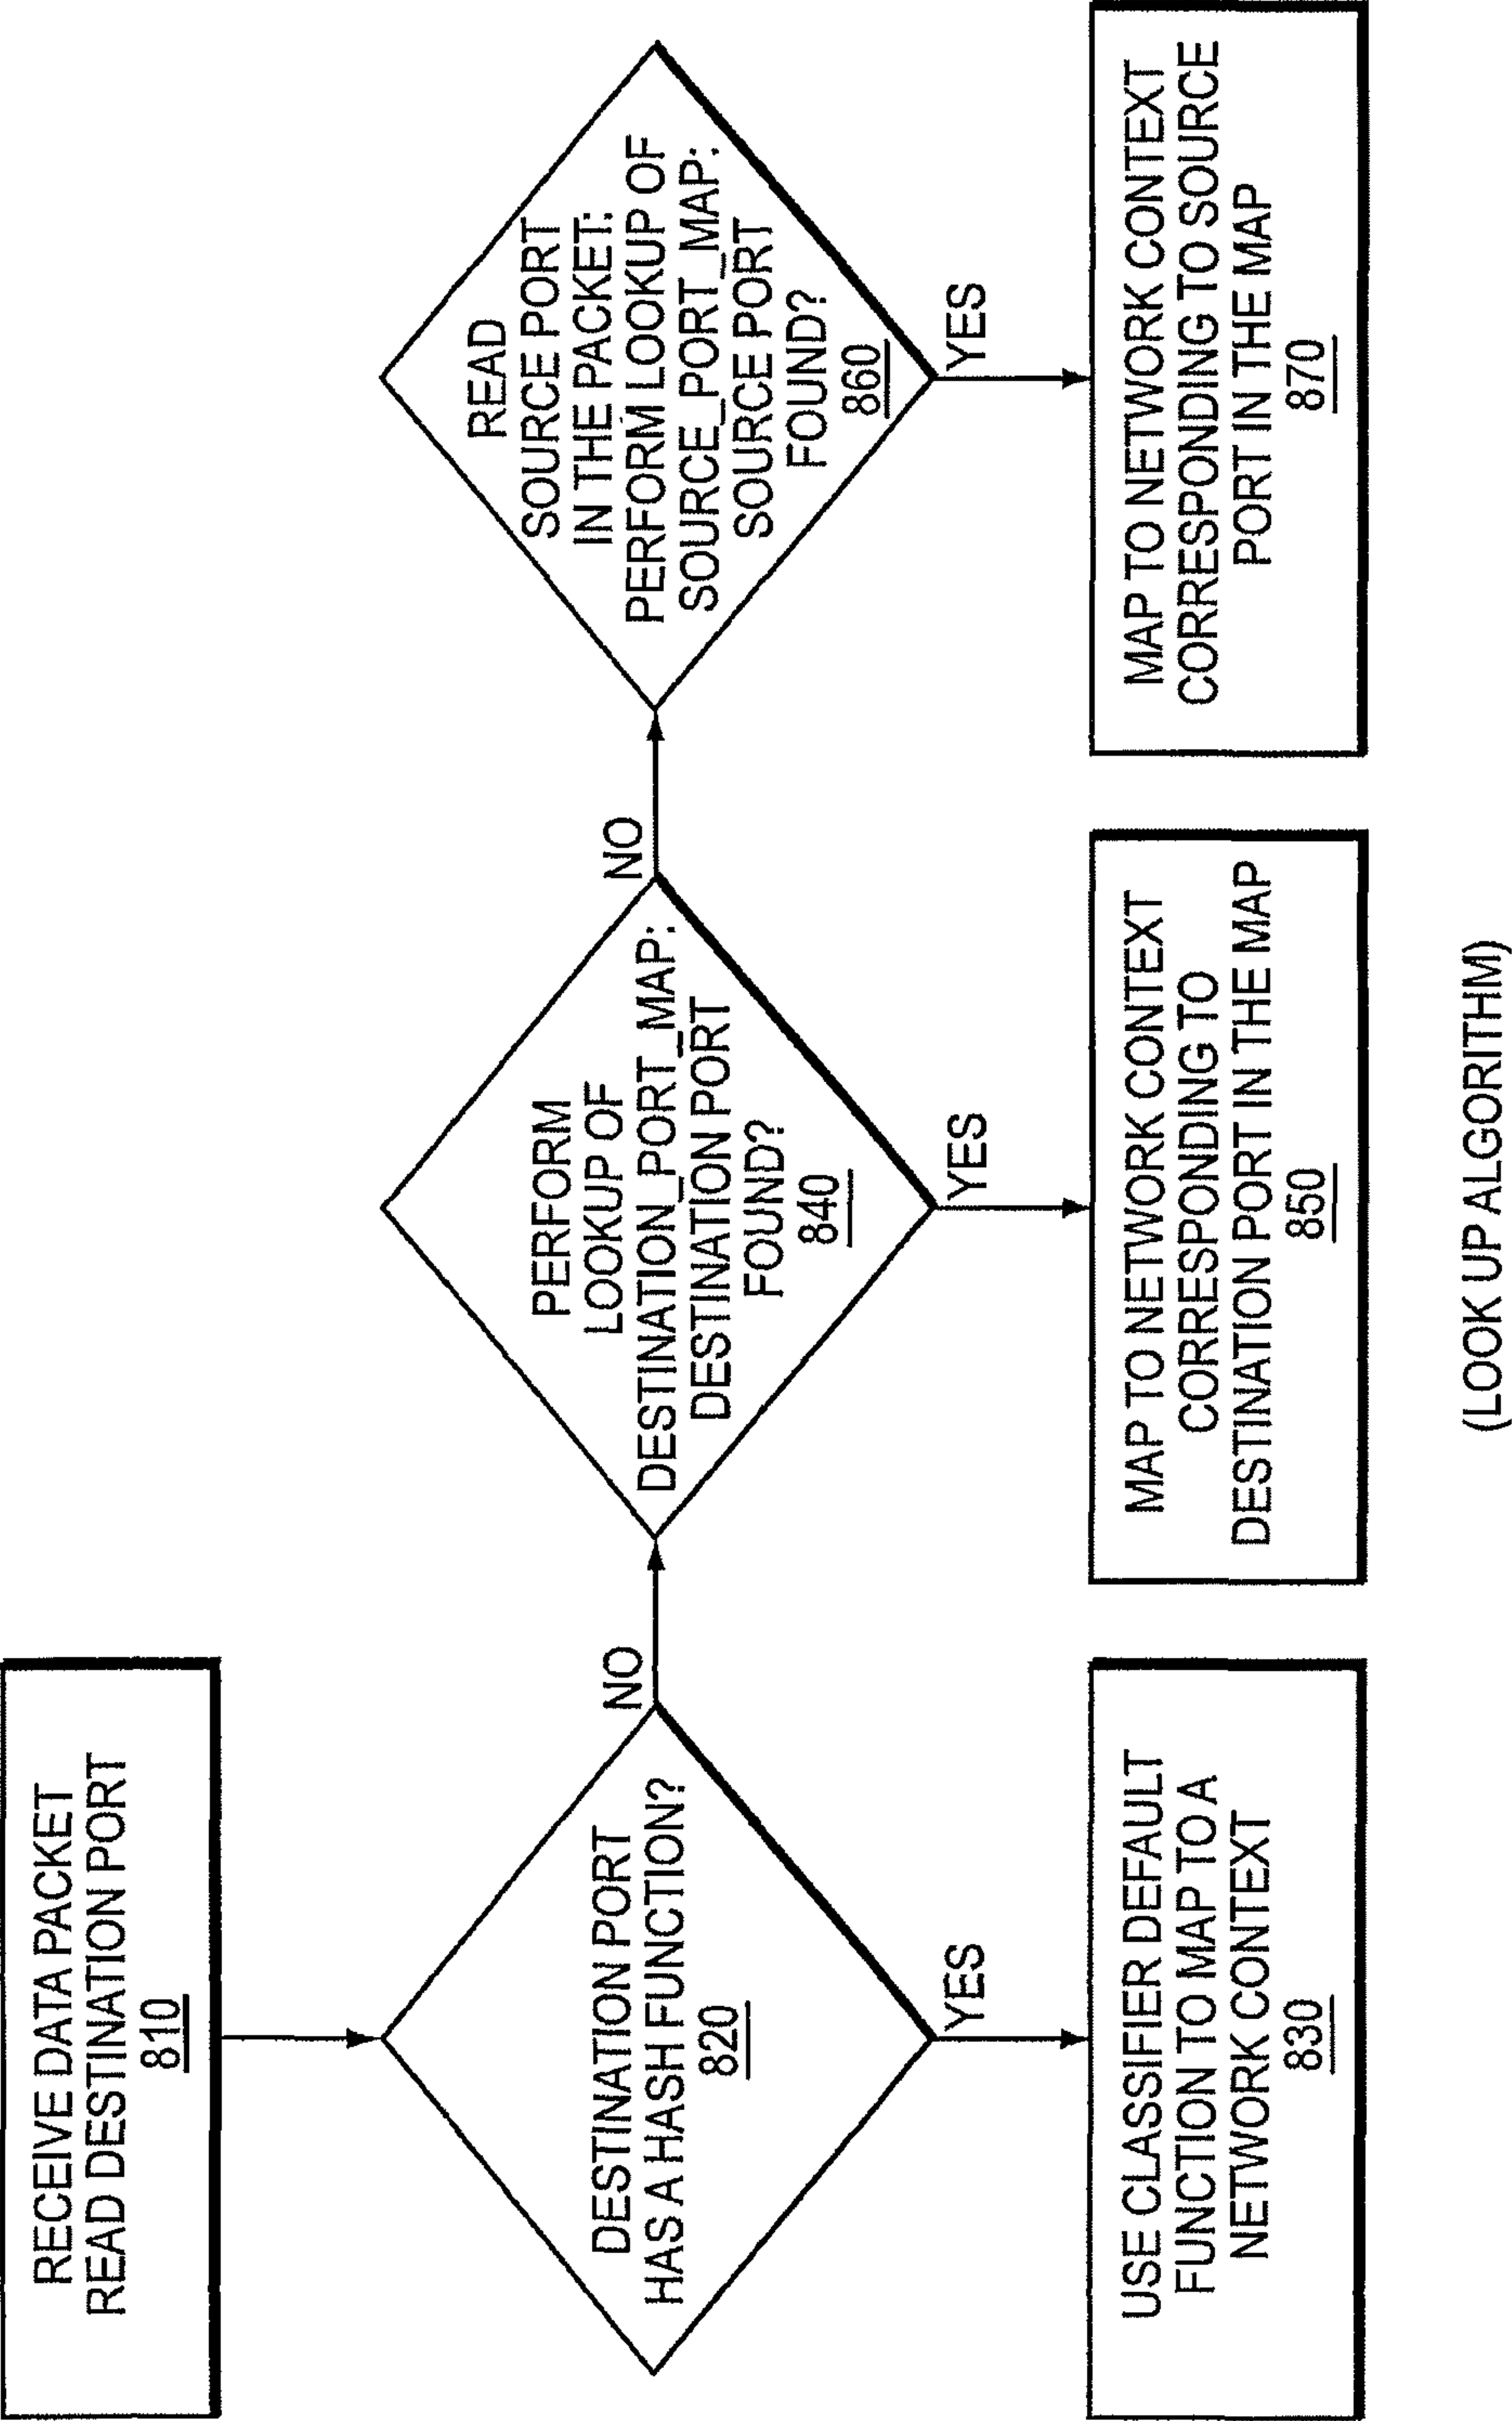 RECEIVE DATA PACKET
READ DESTINATION PORT
810
DESTINATION PORT
HAS A HASH FUNCTION?
820
NO
YES
USE CLASSIFIER DEFAULT
FUNCTION TO MAP TO A
NETWORK CONTEXT
830
PERFORM
LOOKUP OF
DESTINATION_PORT_MAP:
DESTINATION PORT
FOUND?
840
NO
YES
MAP TO NETWORK CONTEXT
CORRESPONDING TO
DESTINATION PORT IN THE MAP
850
READ
SOURCE PORT
IN THE PACKET:
PERFORM LOOKUP OF
SOURCE_PORT_MAP:
SOURCE PORT
FOUND?
860
YES
MAP TO NETWORK CONTEXT
CORRESPONDING TO SOURCE
PORT IN THE MAP
870
(LOOK UP ALGORITHM)